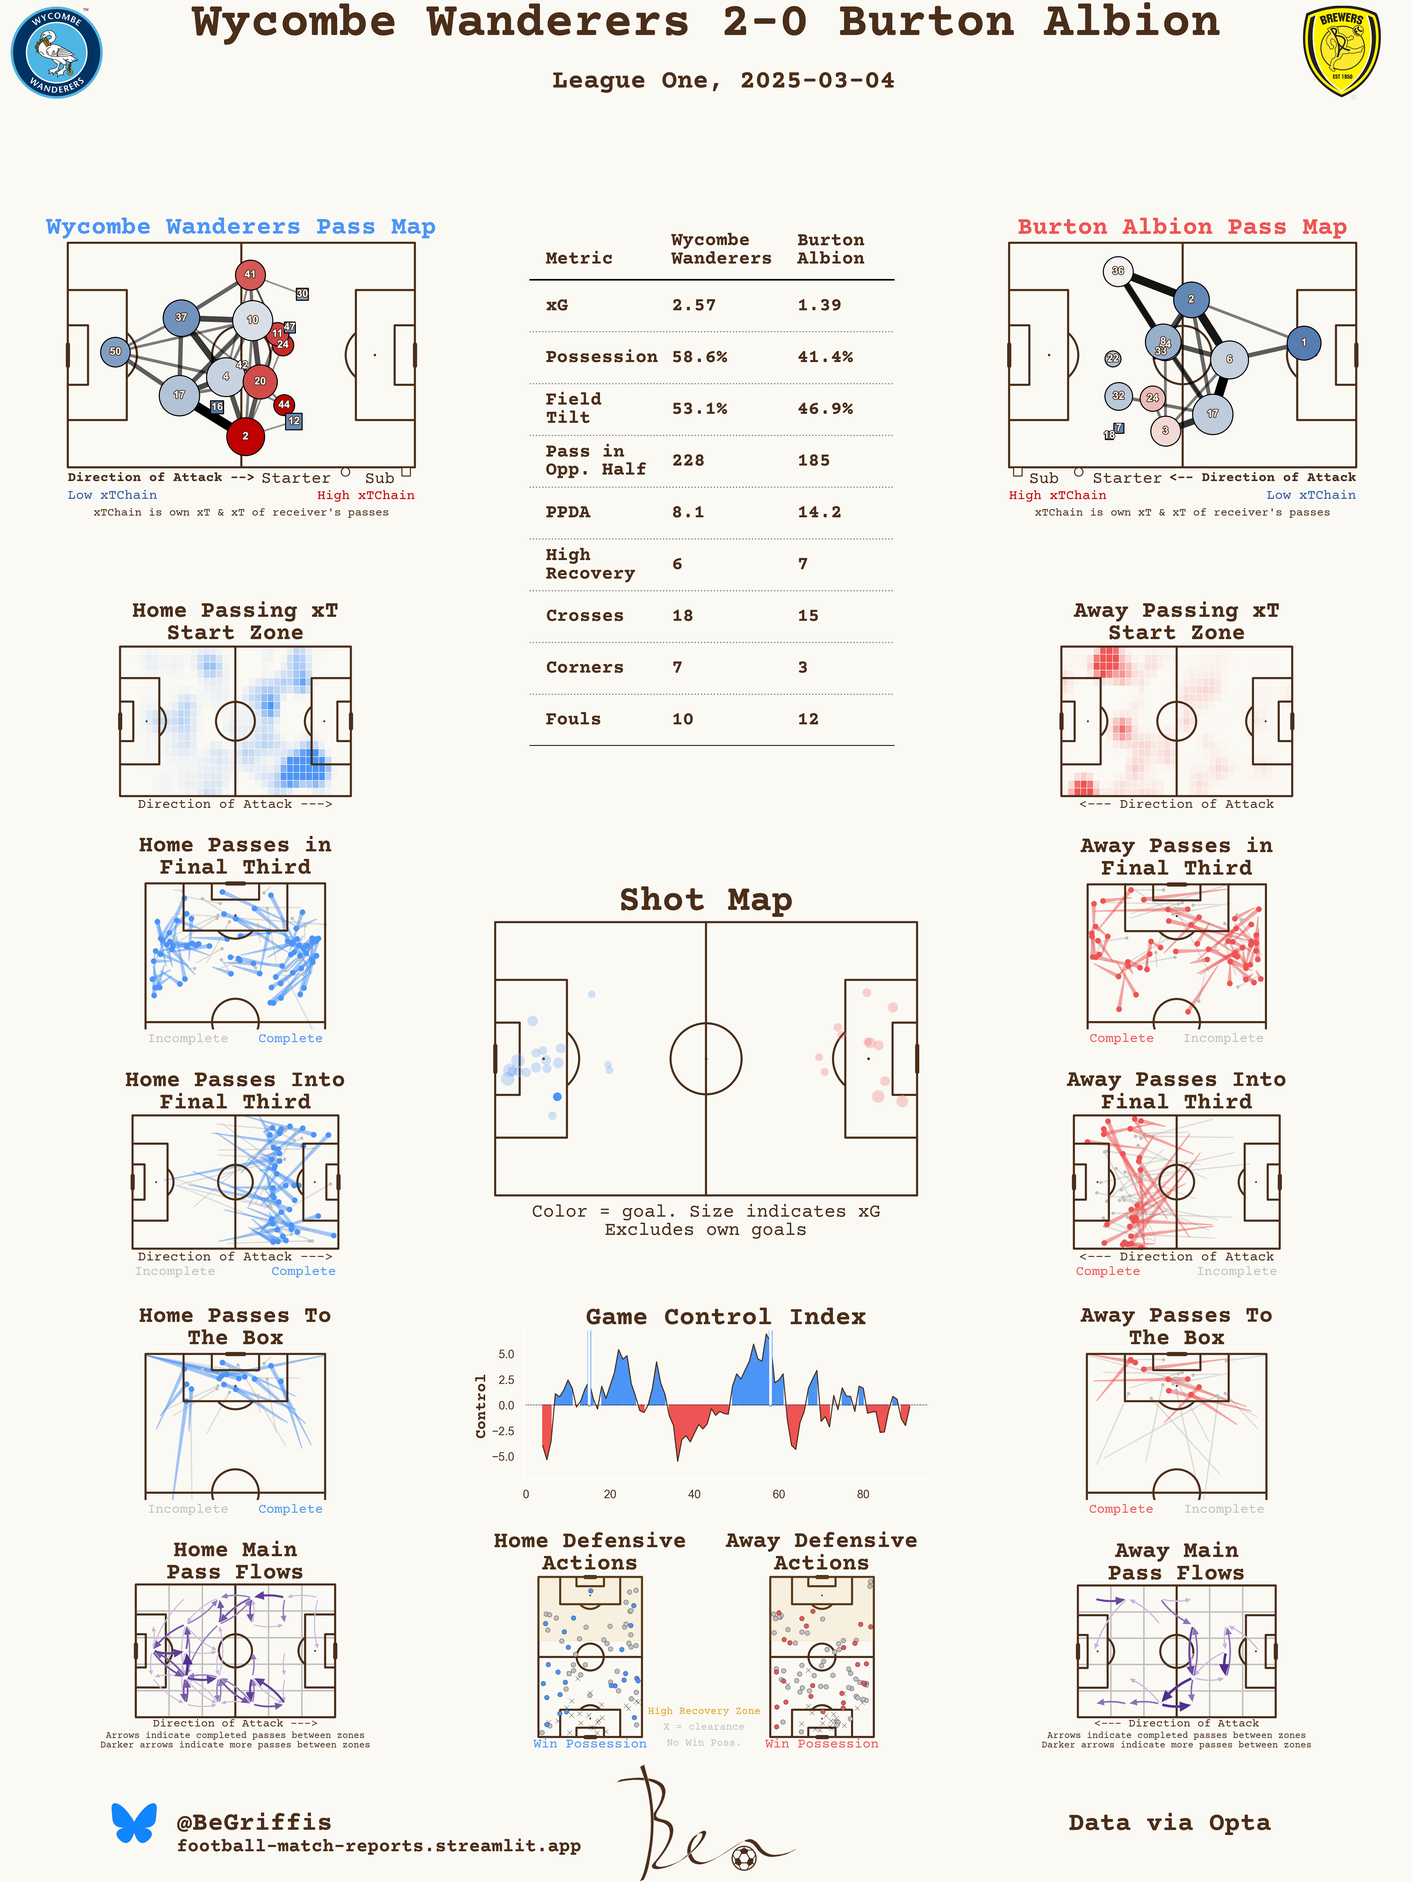 Wycombe Wanderers 2-0 Burton Albion
League One, 2025-03-04
WYCOMBE
WANDERERS
TM
BREWERS
EST 1950
Wycombe Wanderers Pass Map
41
30
37
10
11
47
24
50
42
4
20
17
16
44
12
2
Direction of Attack --> Starter Sub
Low xTChain High xTChain
xTChain is own xT & xT of receiver's passes
Metric Wycombe Wanderers Burton Albion
xG 2.57 1.39
Possession 58.6% 41.4%
Field Tilt 53.1% 46.9%
Pass in Opp. Half 228 185
PPDA 8.1 14.2
High Recovery 6 7
Crosses 18 15
Corners 7 3
Fouls 10 12
Burton Albion Pass Map
36
2
8
33
1
22
6
32
24
17
7
18
3
Sub Starter <-- Direction of Attack
High xTChain Low xTChain
xTChain is own xT & xT of receiver's passes
Home Passing xT
Start Zone
Direction of Attack --->
Away Passing xT
Start Zone
<--- Direction of Attack
Home Passes in
Final Third
Incomplete Complete
Away Passes in
Final Third
Complete Incomplete
Shot Map
Color = goal. Size indicates xG
Excludes own goals
Home Passes Into
Final Third
Direction of Attack --->
Incomplete Complete
Away Passes Into
Final Third
<--- Direction of Attack
Complete Incomplete
Home Passes To
The Box
Incomplete Complete
Game Control Index
Control
5.0
2.5
0.0
−2.5
−5.0
0 20 40 60 80
Away Passes To
The Box
Complete Incomplete
Home Main
Pass Flows
Direction of Attack --->
Arrows indicate completed passes between zones
Darker arrows indicate more passes between zones
Home Defensive
Actions
Win Possession
Away Defensive
Actions
Win Possession
High Recovery Zone
X = clearance
No Win Poss.
Away Main
Pass Flows
<--- Direction of Attack
Arrows indicate completed passes between zones
Darker arrows indicate more passes between zones
@BeGriffis
football-match-reports.streamlit.app
Ben
Data via Opta